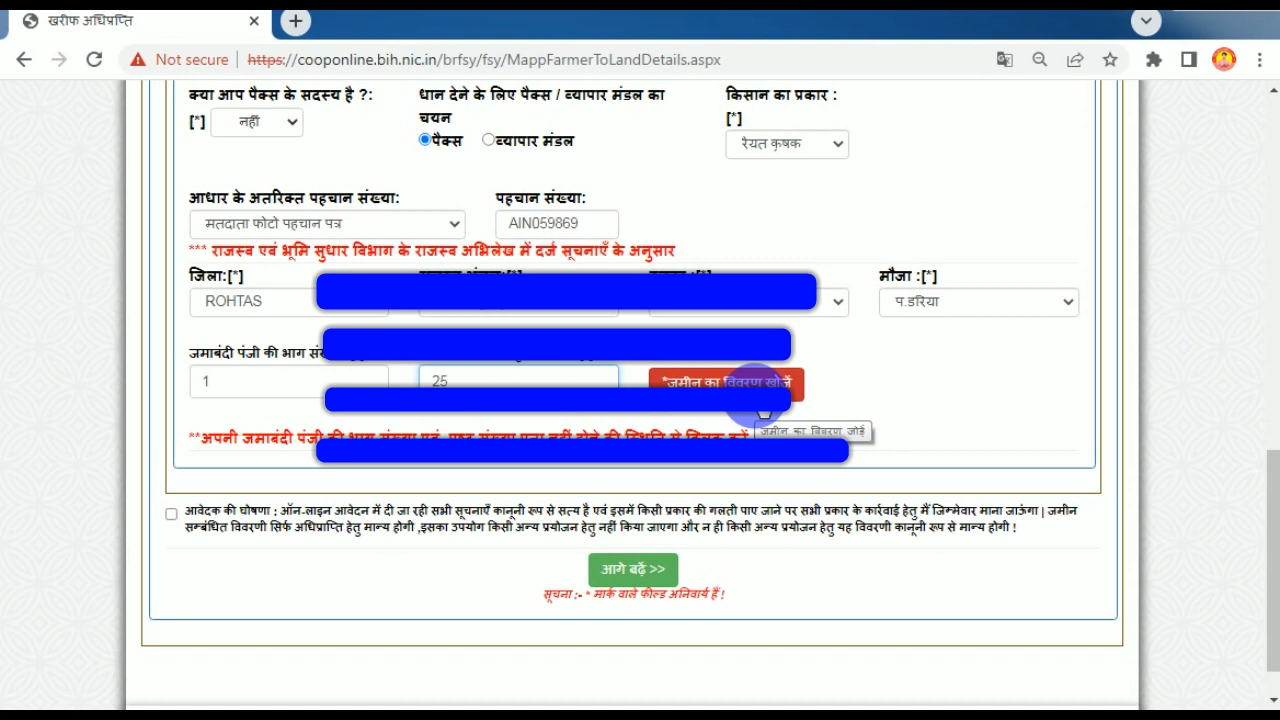 खरीफ अधिप्राप्ति
Not secure | https://cooponline.bih.nic.in/brfsy/fsy/MappFarmerToLandDetails.aspx
क्या आप पैक्स के सदस्य है ?: धान देने के लिए पैक्स / व्यापार मंडल का किसान का प्रकार :
[*] नहीं चयन [*]
पैक्स व्यापार मंडल रैयत कृषक
आधार के अतरिक्त पहचान संख्या: पहचान संख्या:
मतदाता फोटो पहचान पत्र AIN059869
*** राजस्ब एवं भूमि सुधार बिभाग के राजस्ब अभिलेख में दर्ज सूचनाएँ के अनुसार
जिला:[*] मौजा :[*]
ROHTAS प.डरिया
जमाबंदी पंजी की भाग
1 25 *जमीन का विवरण खोजें
**अपनी जमाबंदी पंजी की भाग संख्या एवं
जमीन का बिबरण जोड़ें
आवेदक की घोषणा : ऑन-लाइन आवेदन में दी जा रही सभी सूचनाएँ कानूनी रूप से सत्य है एवं इसमें किसी प्रकार की गलती पाए जाने पर सभी प्रकार के कार्रवाई हेतु मैं जिम्मेवार माना जाऊंगा | जमीन
सम्बंधित विवरणी सिर्फ अधिप्राप्ति हेतु मान्य होगी ,इसका उपयोग किसी अन्य प्रयोजन हेतु नहीं किया जाएगा और न ही किसी अन्य प्रयोजन हेतु यह विवरणी कानूनी रूप से मान्य होगी !
आगे बढ़ें >>
सूचना :- * मार्क वाले फील्ड अनिवार्य हैं !